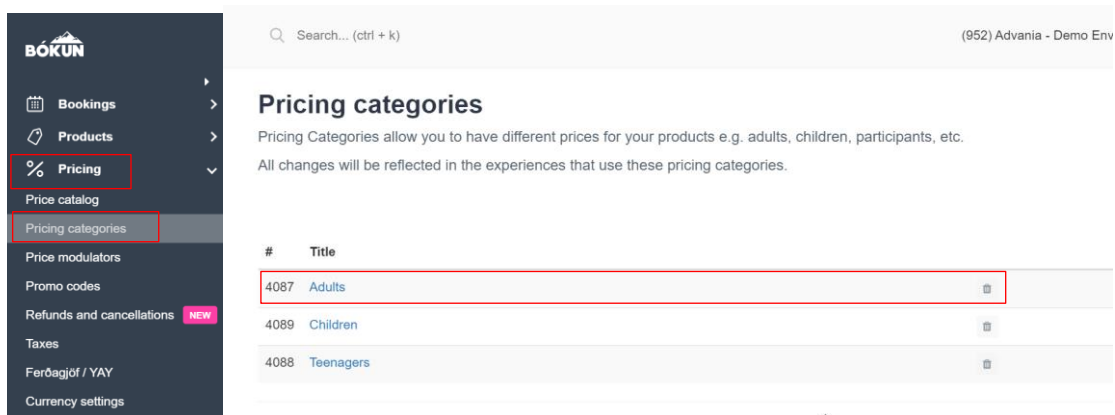 BÓKUN
Search... (ctrl + k)
(952) Advania - Demo Env
Bookings
Products
Pricing
Price catalog
Pricing categories
Price modulators
Promo codes
Refunds and cancellations NEW
Taxes
Ferðagjöf / YAY
Currency settings
Pricing categories
Pricing Categories allow you to have different prices for your products e.g. adults, children, participants, etc.
All changes will be reflected in the experiences that use these pricing categories.
# Title
4087 Adults
4089 Children
4088 Teenagers